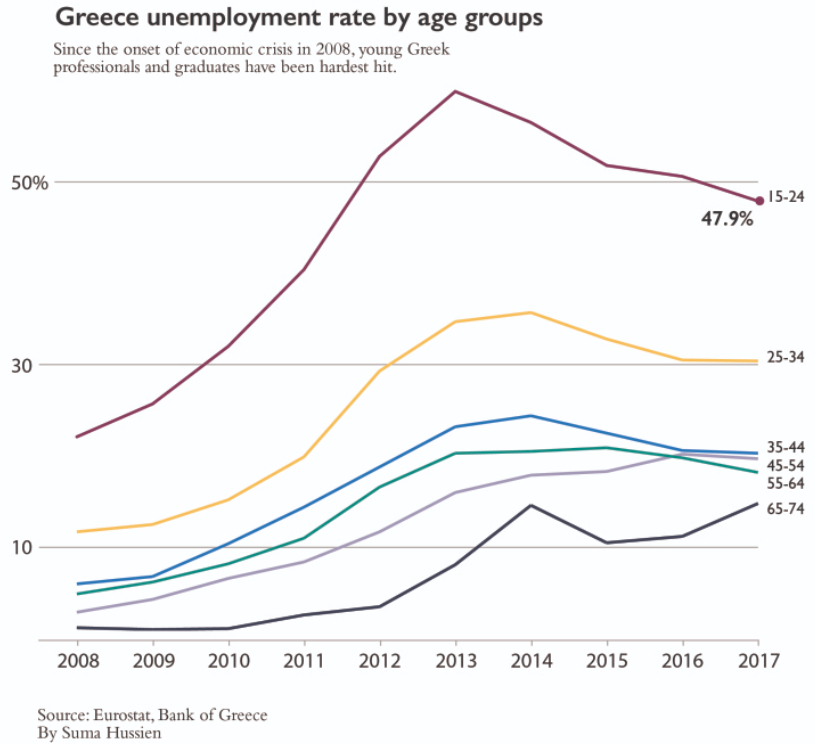 Greece unemployment rate by age groups
Since the onset of economic crisis in 2008, young Greek
professionals and graduates have been hardest hit.
50%
15-24
47.9%
30
25-34
35-44
45-54
55-64
65-74
10
2008 2009 2010 2011 2012 2013 2014 2015 2016 2017
Source: Eurostat, Bank of Greece
By Suma Hussien